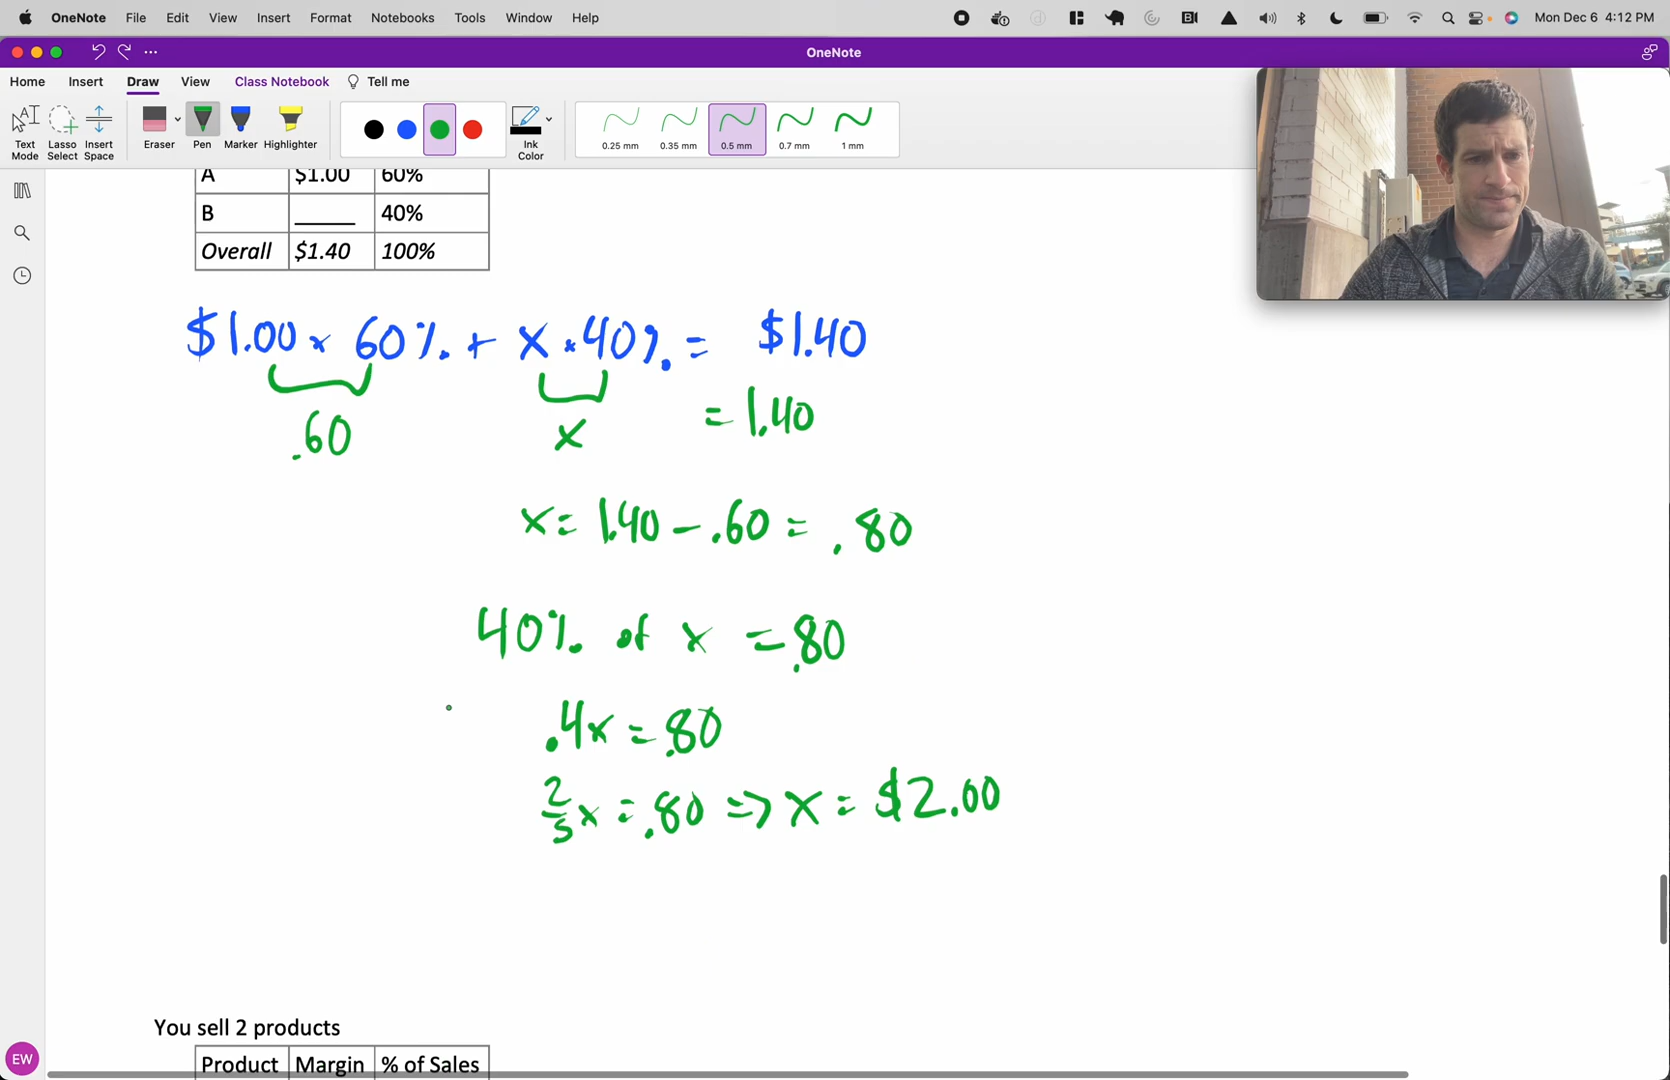 OneNote File Edit View Insert Format Notebooks Tools Window Help Mon Dec 6 4:12 PM
OneNote
Home Insert Draw View Class Notebook Tell me
Text Mode Lasso Select Insert Space Eraser Pen Marker Highlighter Ink Color 0.25 mm 0.35 mm 0.5 mm 0.7 mm 1 mm
A $1.00 60%
B ______ 40%
Overall $1.40 100%
$1.00 × 60% + x × 40% = $1.40
.60 x = 1.40
x = 1.40 - .60 = .80
40% of x = .80
.4x = .80
2/5 x = .80 => x = $2.00
You sell 2 products
EW
Product Margin % of Sales